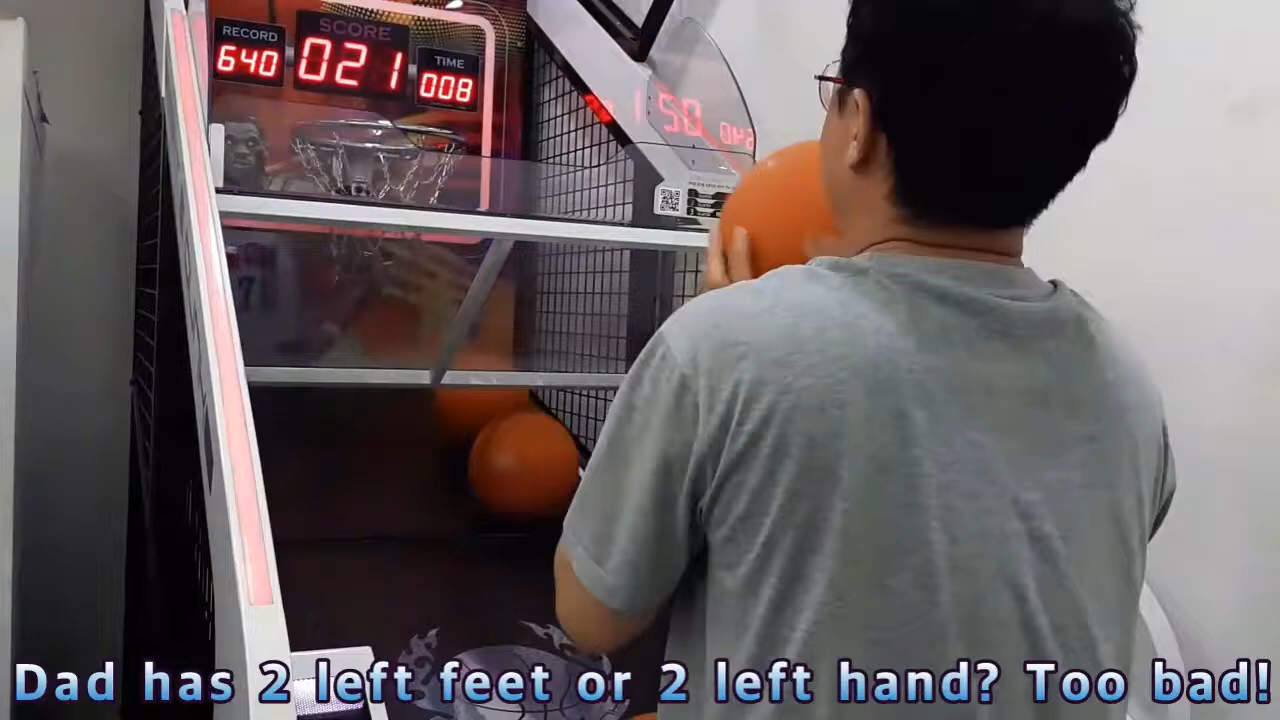 RECORD
640
SCORE
021
TIME
008
Dad has 2 left feet or 2 left hand? Too bad!